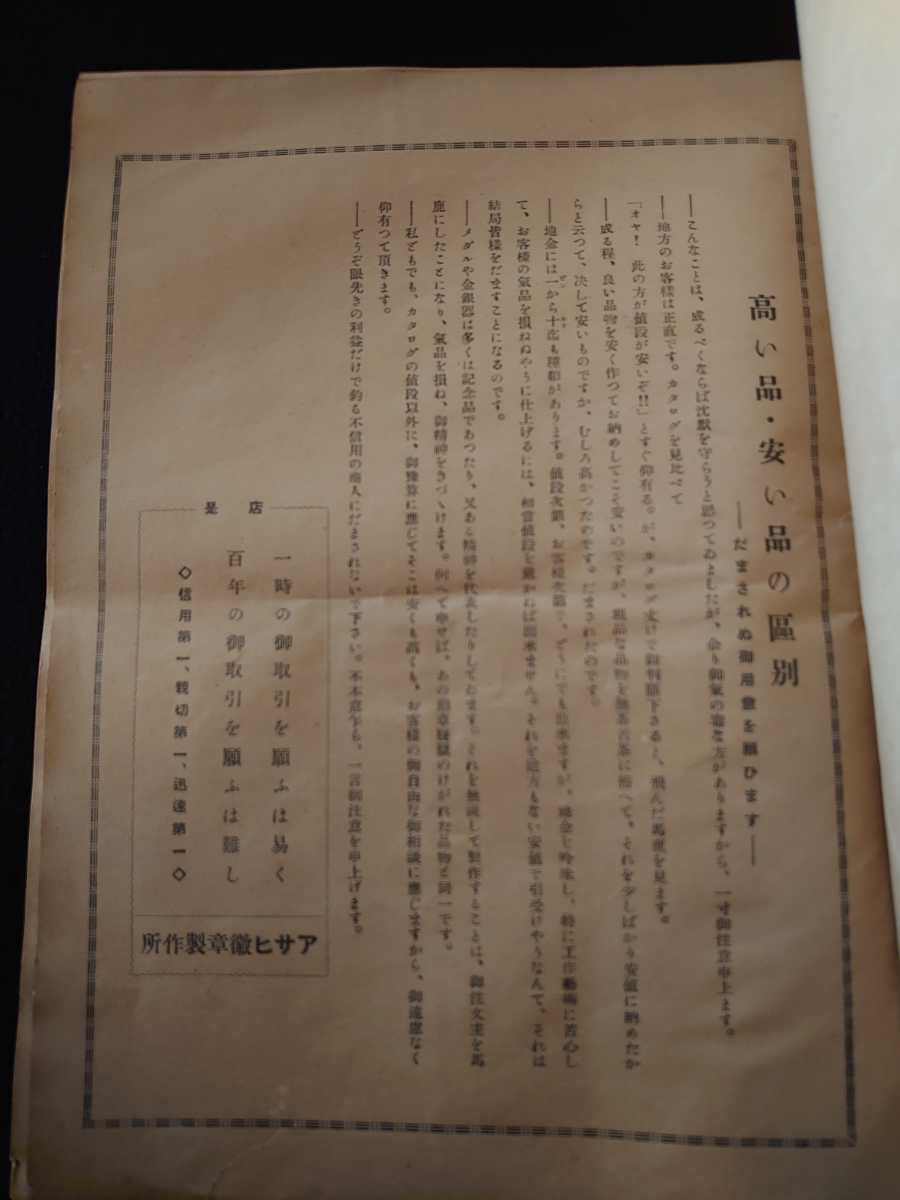 高い品・安い品の區別
――だまされぬ御用意を願ひます――
――こんなことは、成るべくならば沈默を守らうと思つてゐましたが、余り御氣の毒な方がありますから、一寸御注意申上ます。
――地方のお客様は正直です。カタログを見比べて
「オヤ！ 此の方が値段が安いぞ!!」とすぐ仰有る。が、カタログ丈けで御判斷下さると、飛んだ馬鹿を見ます。
――成る程、良い品物を安く作つてお納めしてこそ安いのですが、粗品な品物を無茶苦茶に拵へて、それを少しばかり安値に納めたか
らと云つて、決して安いものですか、むしろ高かつたのです。だまされたのです。
――地金には一から十迄も種類があります。値段次第、お客様次第で、どうにでも出來ますが、地金を吟味し、特に工作藝術に苦心し
て、お客様の氣品を損ねぬやうに仕上げるには、相當値段を戴かねば出來ません。それを途方もない安値で引受けやうなんて、それは
結局皆様をだますことになるのです。
――メダルや金銀器は多くは記念品であつたり、又ある精神を代表したりしてゐます。それを無視して製作することは、御注文主を馬
鹿にしたことになり、氣品を損ね、御精神をきづゝけます。例へて申せば、あの勳章疑獄のけがれた品物と同一です。
――私どもでも、カタログの値段以外に、御豫算に應じてそこは安くも高くも、お客様の御自由な御相談に應じますから、御遠慮なく
仰有つて頂きます。
――どうぞ眼先きの利益だけで釣る不信用の商人にだまされないで下さい。不本意乍も、一言御注意を申上げます。
店是
一時の御取引を願ふは易く
百年の御取引を願ふは難し
◇信用第一、親切第一、迅速第一◇
アサヒ徽章製作所